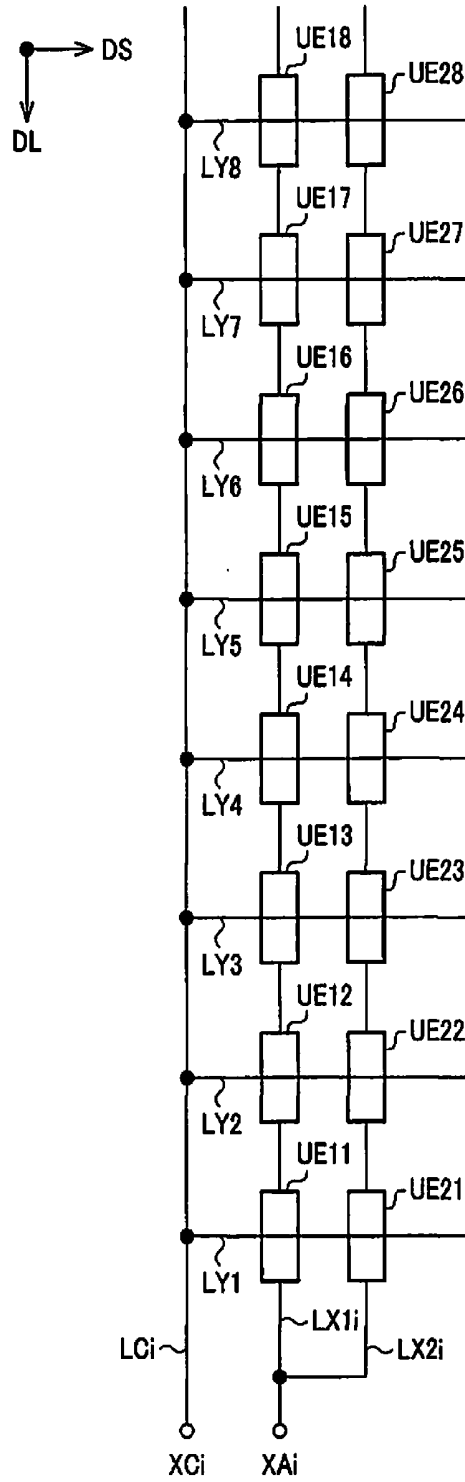 DS
DL
UE18
UE28
LY8
UE17
UE27
LY7
UE16
UE26
LY6
UE15
UE25
LY5
UE14
UE24
LY4
UE13
UE23
LY3
UE12
UE22
LY2
UE11
UE21
LY1
LX1i
LCi
LX2i
XCi
XAi